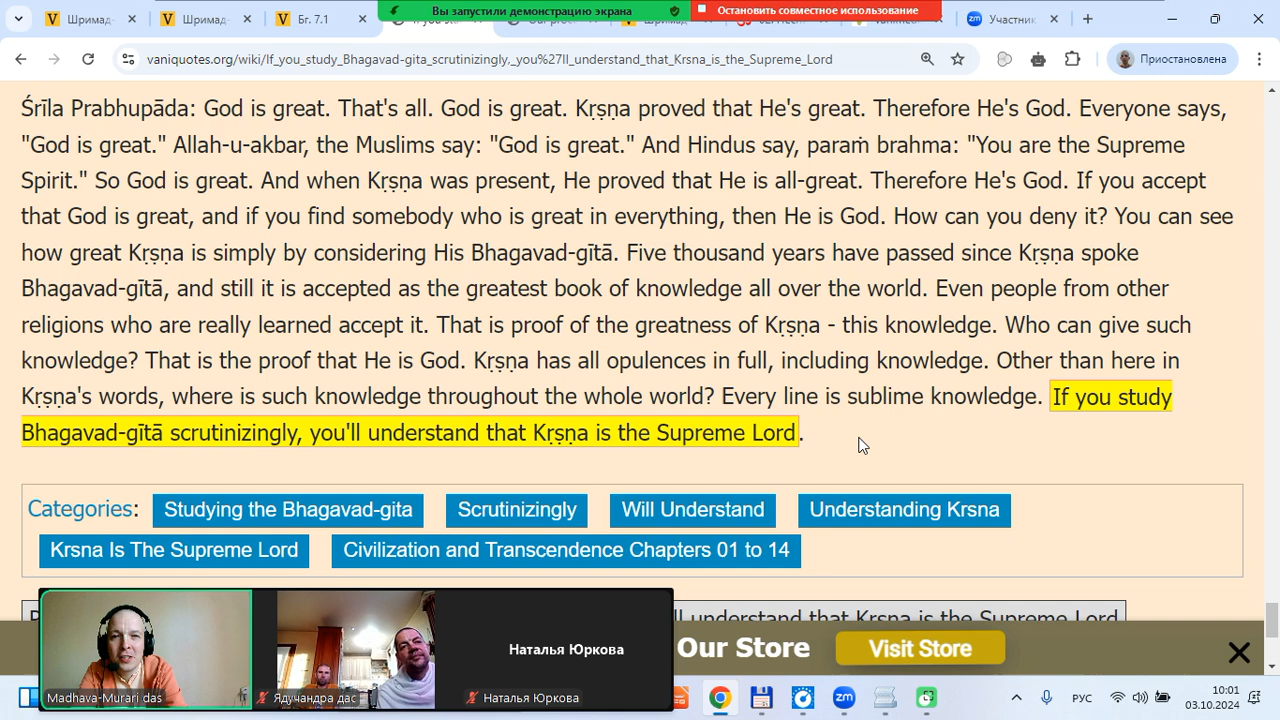 Шримад-
Шримад-
Бг. 7.1
Вы запустили демонстрацию экрана
Остановить совместное использование
Участник
vaniquotes.org/wiki/If_you_study_Bhagavad-gita_scrutinizingly,_you%27ll_understand_that_Krsna_is_the_Supreme_Lord
Приостановлена
Śrīla Prabhupāda: God is great. That's all. God is great. Kṛṣṇa proved that He's great. Therefore He's God. Everyone says,
"God is great." Allah-u-akbar, the Muslims say: "God is great." And Hindus say, paraṁ brahma: "You are the Supreme
Spirit." So God is great. And when Kṛṣṇa was present, He proved that He is all-great. Therefore He's God. If you accept
that God is great, and if you find somebody who is great in everything, then He is God. How can you deny it? You can see
how great Kṛṣṇa is simply by considering His Bhagavad-gītā. Five thousand years have passed since Kṛṣṇa spoke
Bhagavad-gītā, and still it is accepted as the greatest book of knowledge all over the world. Even people from other
religions who are really learned accept it. That is proof of the greatness of Kṛṣṇa - this knowledge. Who can give such
knowledge? That is the proof that He is God. Kṛṣṇa has all opulences in full, including knowledge. Other than here in
Kṛṣṇa's words, where is such knowledge throughout the whole world? Every line is sublime knowledge. If you study
Bhagavad-gītā scrutinizingly, you'll understand that Kṛṣṇa is the Supreme Lord.
Categories: Studying the Bhagavad-gita Scrutinizingly Will Understand Understanding Krsna
Krsna Is The Supreme Lord Civilization and Transcendence Chapters 01 to 14
understand that Krsna is the Supreme Lord
Our Store Visit Store
Наталья Юркова
Madhava-Murari das
Ядучандра дас
Наталья Юркова
zm
РУС
10:01
03.10.2024